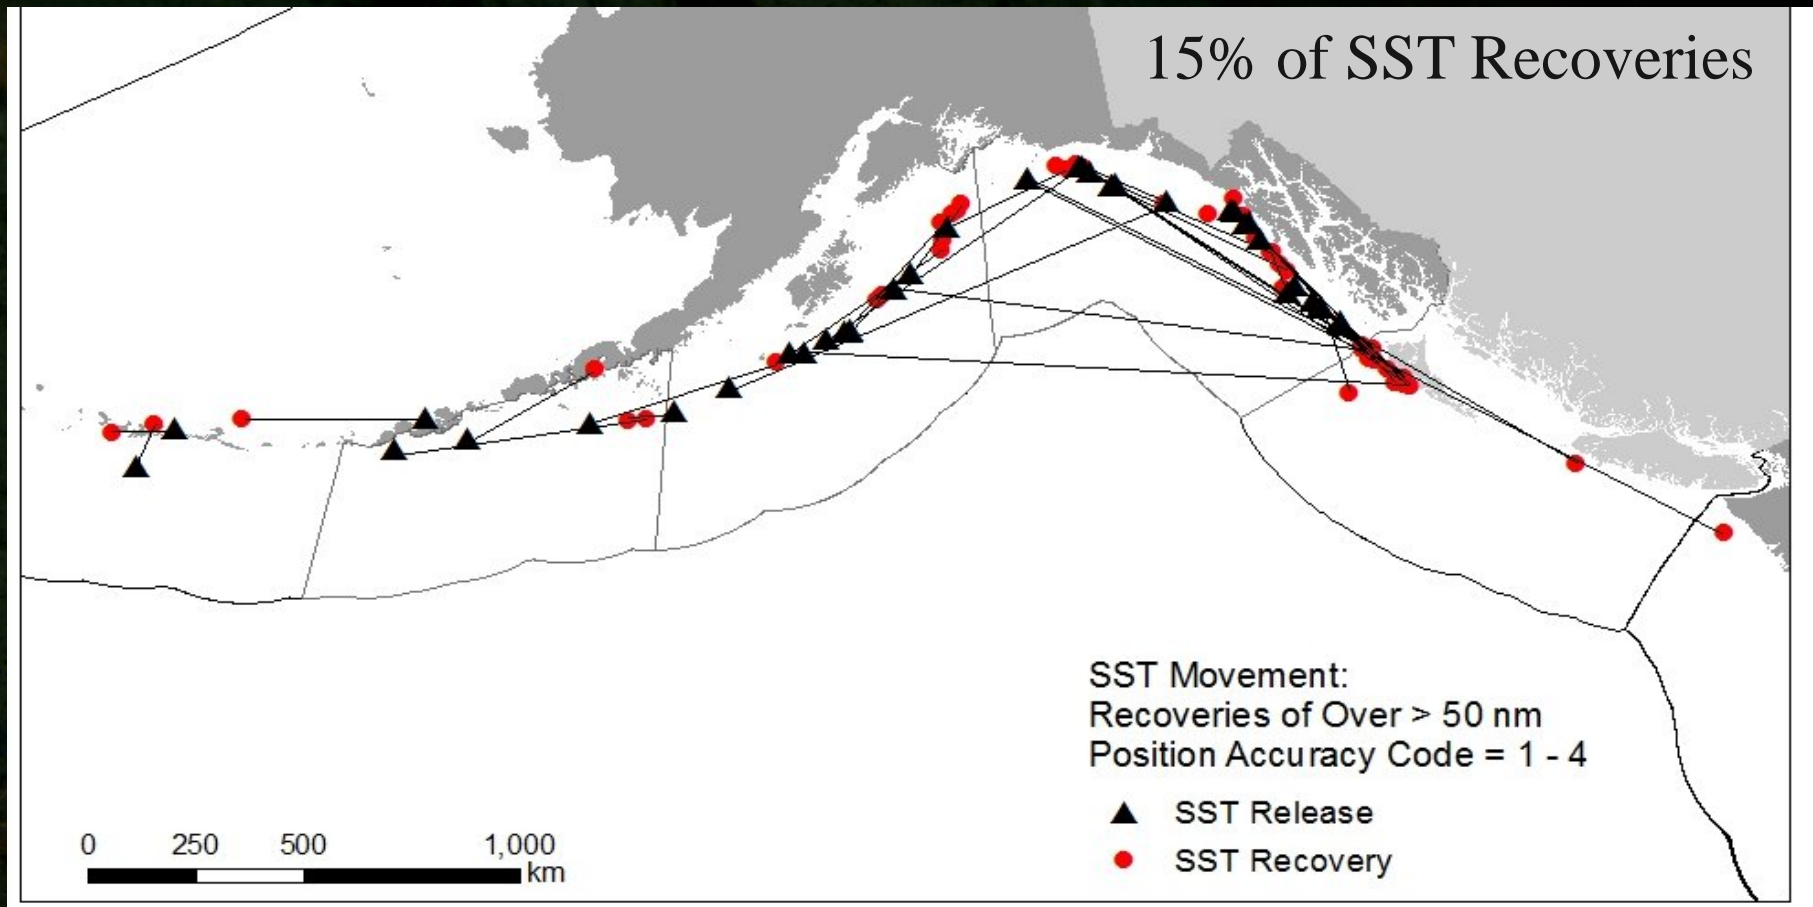 15% of SST Recoveries
SST Movement:
Recoveries of Over > 50 nm
Position Accuracy Code = 1 - 4
SST Release
SST Recovery
0 250 500 1,000
km